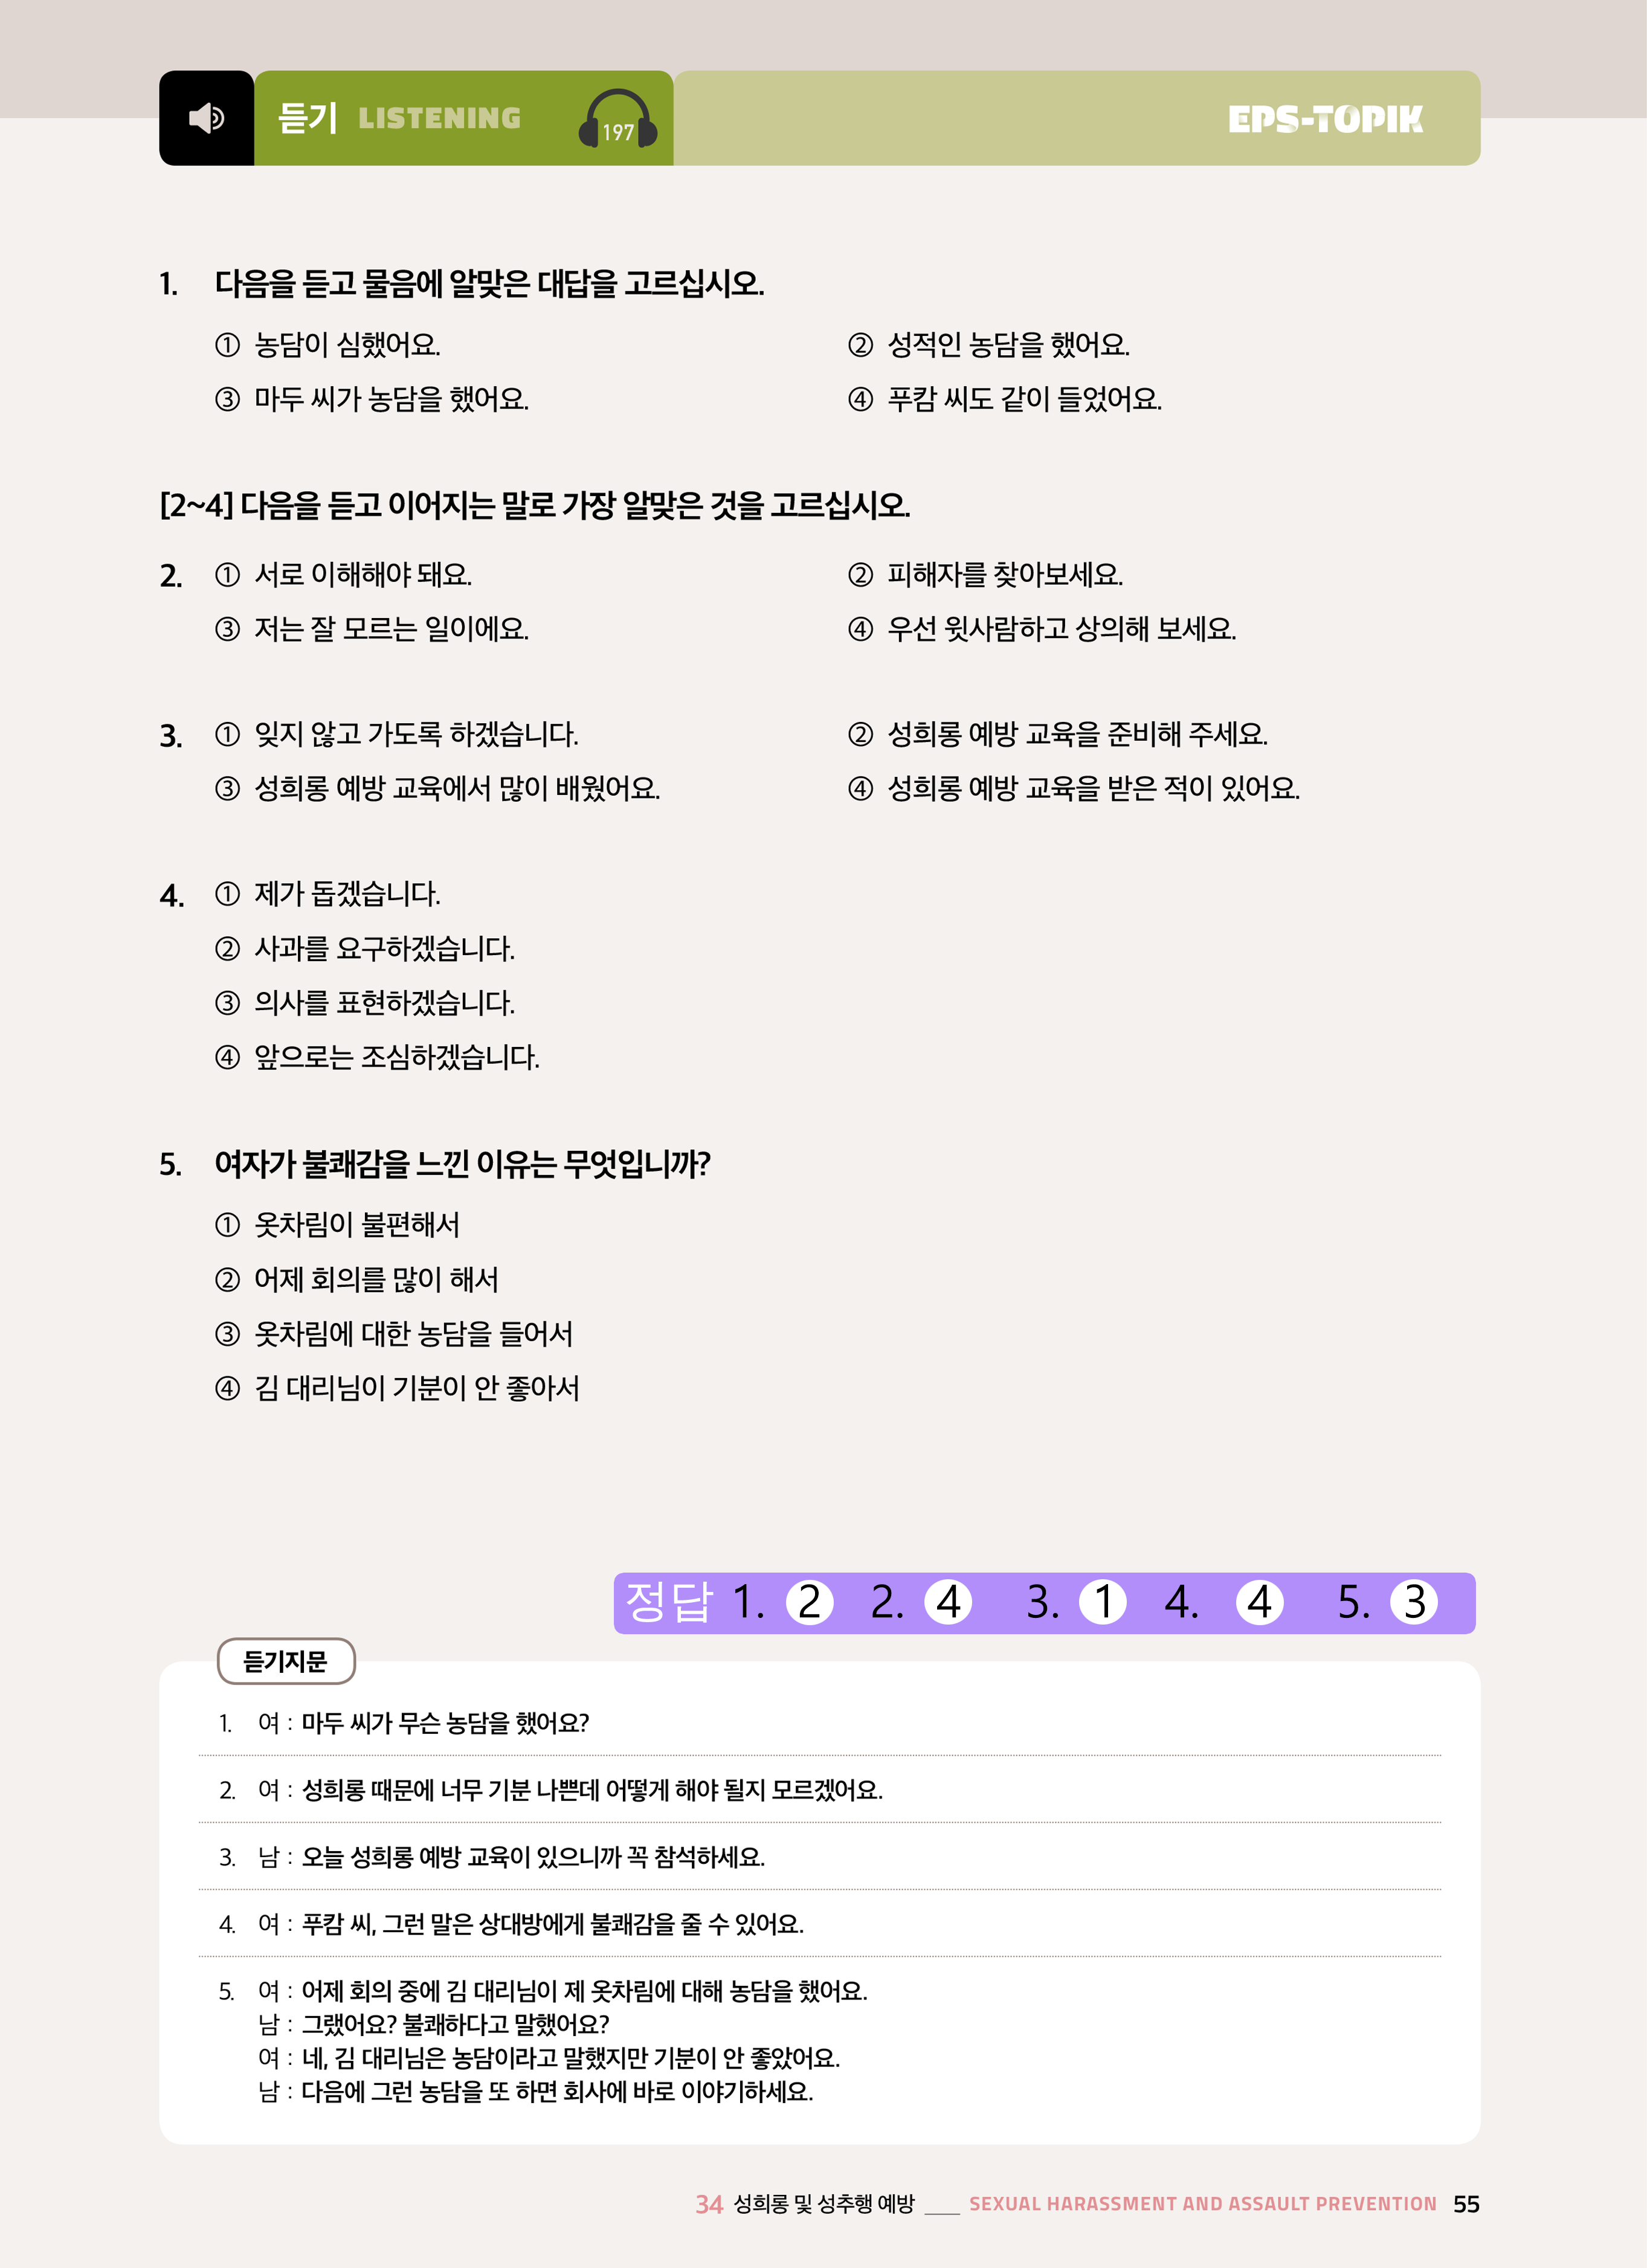 듣기 LISTENING 197 EPS-TOPIK
1. 다음을 듣고 물음에 알맞은 대답을 고르십시오.
① 농담이 심했어요. ② 성적인 농담을 했어요.
③ 마두 씨가 농담을 했어요. ④ 푸캄 씨도 같이 들었어요.
[2~4] 다음을 듣고 이어지는 말로 가장 알맞은 것을 고르십시오.
2. ① 서로 이해해야 돼요. ② 피해자를 찾아보세요.
③ 저는 잘 모르는 일이에요. ④ 우선 윗사람하고 상의해 보세요.
3. ① 잊지 않고 가도록 하겠습니다. ② 성희롱 예방 교육을 준비해 주세요.
③ 성희롱 예방 교육에서 많이 배웠어요. ④ 성희롱 예방 교육을 받은 적이 있어요.
4. ① 제가 돕겠습니다.
② 사과를 요구하겠습니다.
③ 의사를 표현하겠습니다.
④ 앞으로는 조심하겠습니다.
5. 여자가 불쾌감을 느낀 이유는 무엇입니까?
① 옷차림이 불편해서
② 어제 회의를 많이 해서
③ 옷차림에 대한 농담을 들어서
④ 김 대리님이 기분이 안 좋아서
정답 1. 2 2. 4 3. 1 4. 4 5. 3
듣기지문
1. 여 : 마두 씨가 무슨 농담을 했어요?
2. 여 : 성희롱 때문에 너무 기분 나쁜데 어떻게 해야 될지 모르겠어요.
3. 남 : 오늘 성희롱 예방 교육이 있으니까 꼭 참석하세요.
4. 여 : 푸캄 씨, 그런 말은 상대방에게 불쾌감을 줄 수 있어요.
5. 여 : 어제 회의 중에 김 대리님이 제 옷차림에 대해 농담을 했어요.
남 : 그랬어요? 불쾌하다고 말했어요?
여 : 네, 김 대리님은 농담이라고 말했지만 기분이 안 좋았어요.
남 : 다음에 그런 농담을 또 하면 회사에 바로 이야기하세요.
34 성희롱 및 성추행 예방 ___ SEXUAL HARASSMENT AND ASSAULT PREVENTION 55